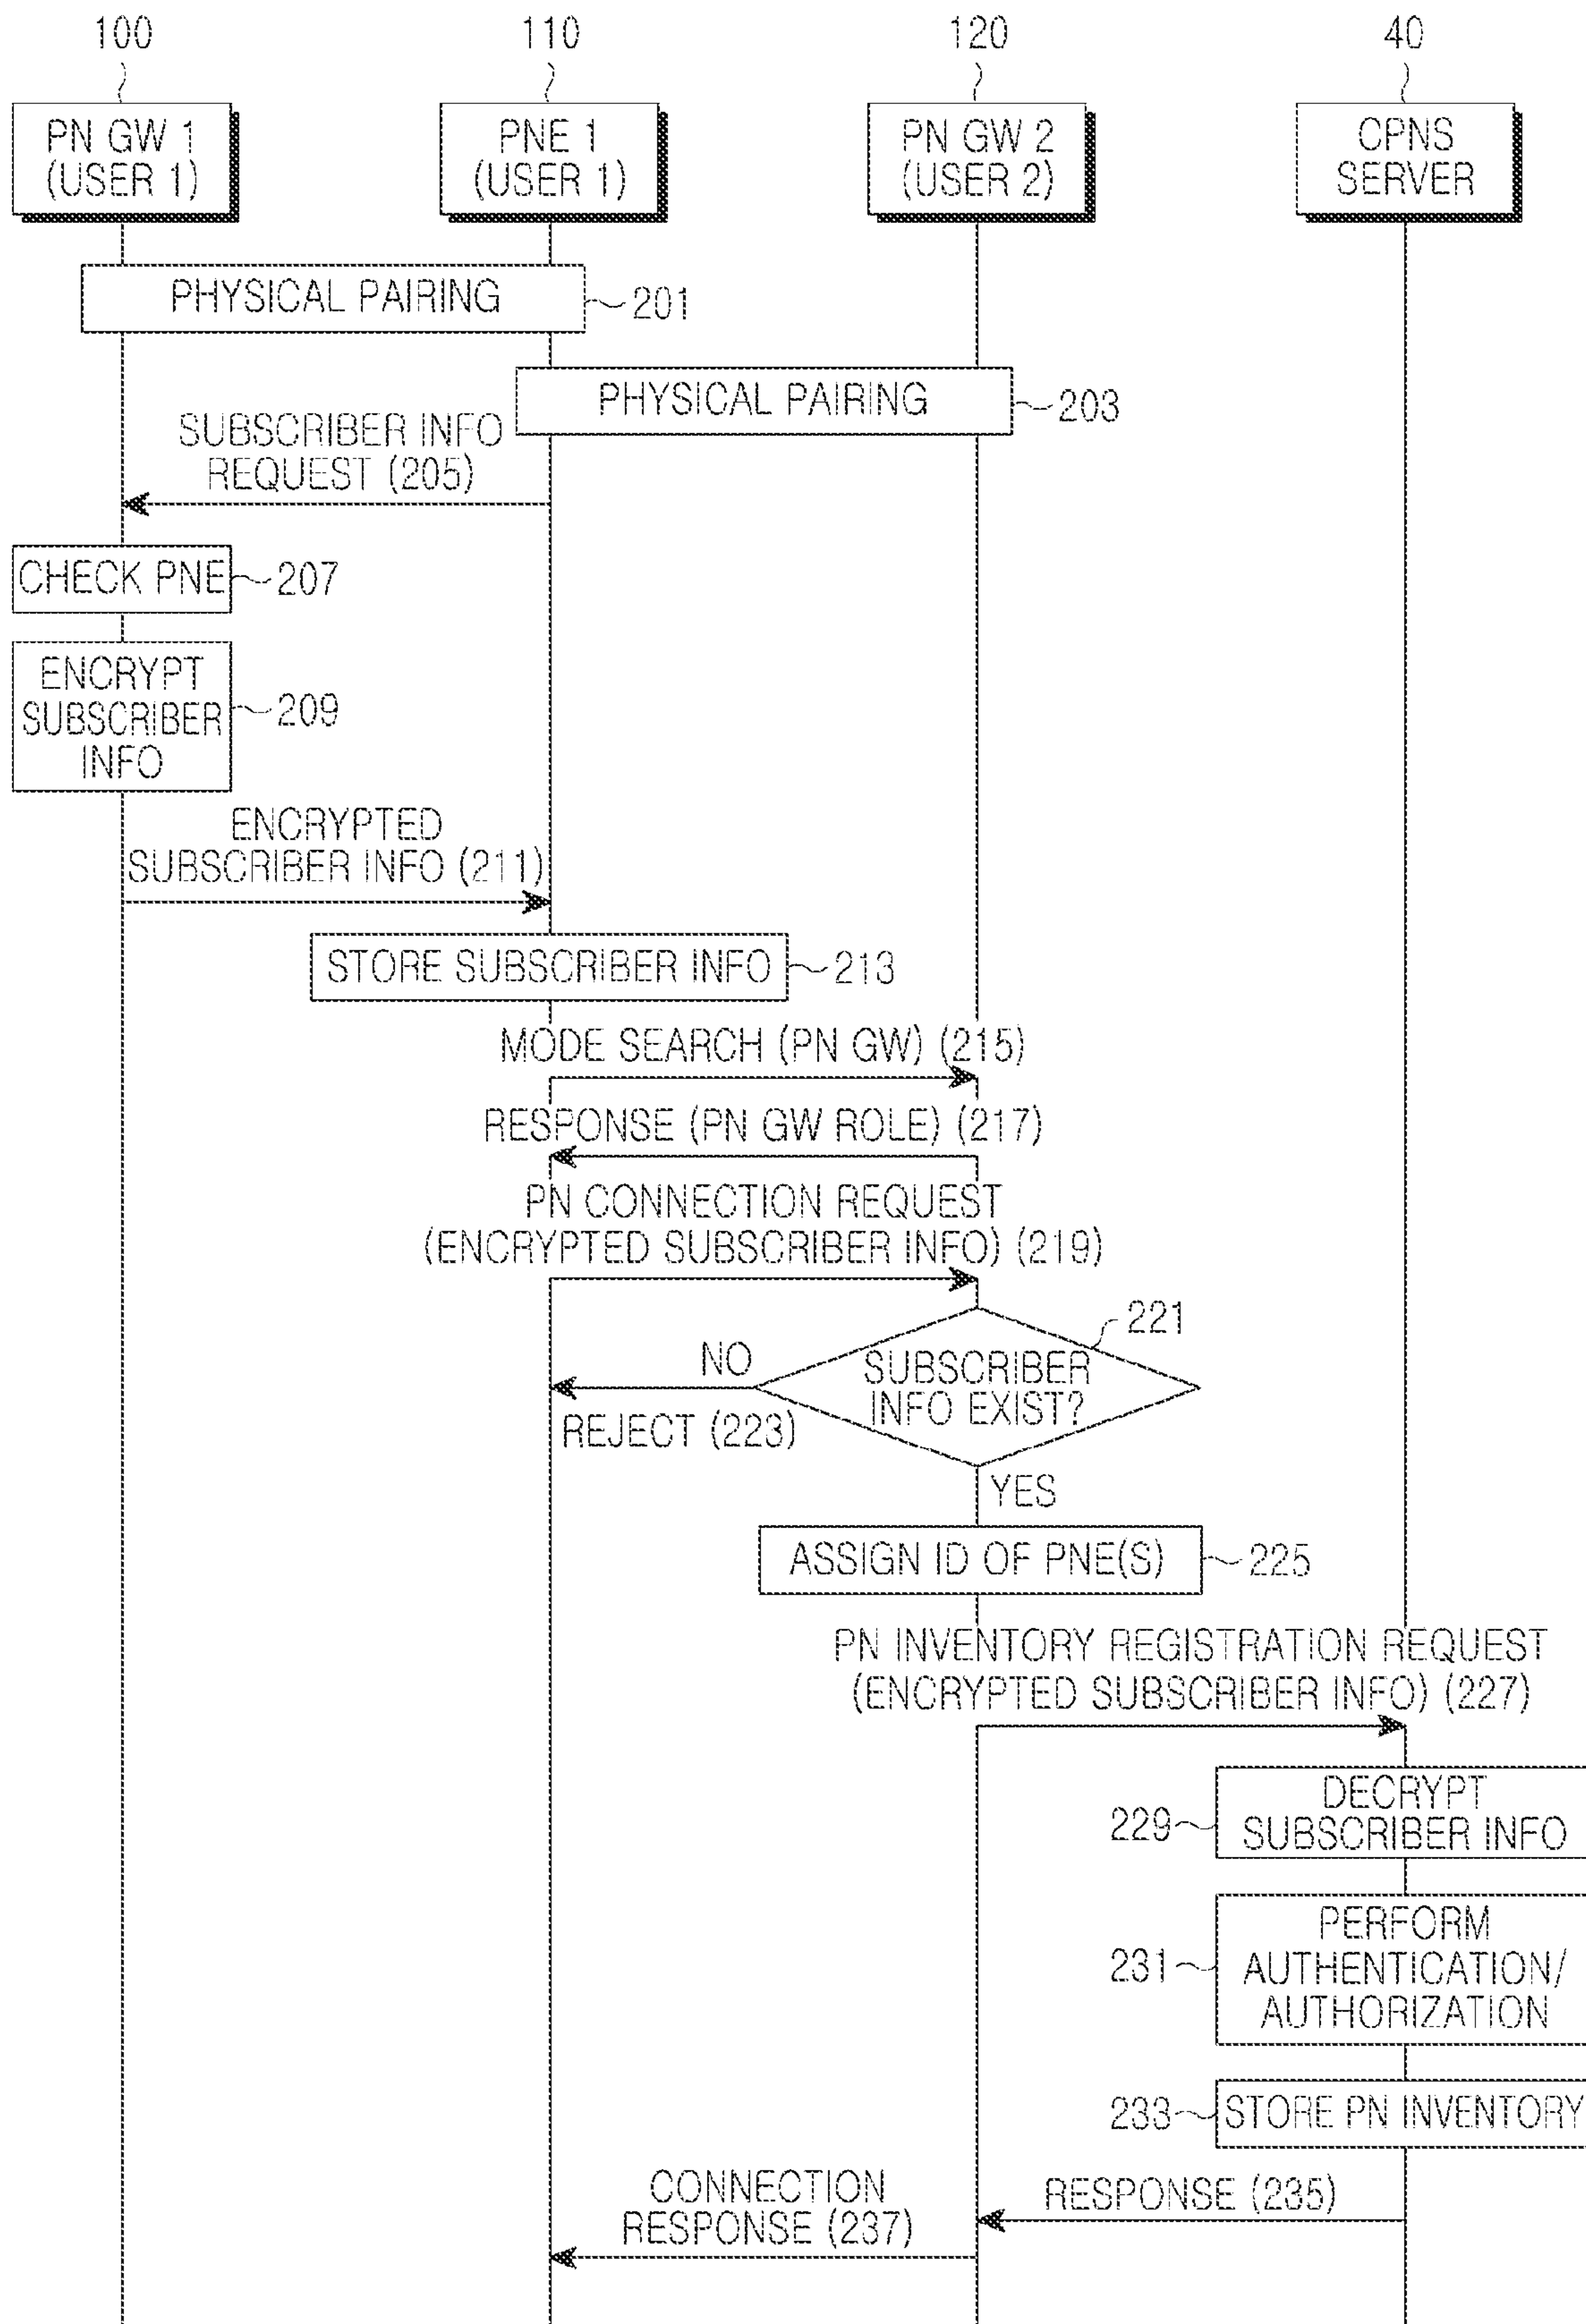 100
110
120
40
PN GW 1
(USER 1)
PNE 1
(USER 1)
PN GW 2
(USER 2)
CPNS
SERVER
PHYSICAL PAIRING
201
PHYSICAL PAIRING
203
SUBSCRIBER INFO
REQUEST (205)
CHECK PNE
207
ENCRYPT
SUBSCRIBER
INFO
209
ENCRYPTED
SUBSCRIBER INFO (211)
STORE SUBSCRIBER INFO
213
MODE SEARCH (PN GW) (215)
RESPONSE (PN GW ROLE) (217)
PN CONNECTION REQUEST
(ENCRYPTED SUBSCRIBER INFO) (219)
221
SUBSCRIBER
INFO EXIST?
NO
REJECT (223)
YES
ASSIGN ID OF PNE(S)
225
PN INVENTORY REGISTRATION REQUEST
(ENCRYPTED SUBSCRIBER INFO) (227)
229
DECRYPT
SUBSCRIBER INFO
231
PERFORM
AUTHENTICATION/
AUTHORIZATION
233
STORE PN INVENTORY
RESPONSE (235)
CONNECTION
RESPONSE (237)